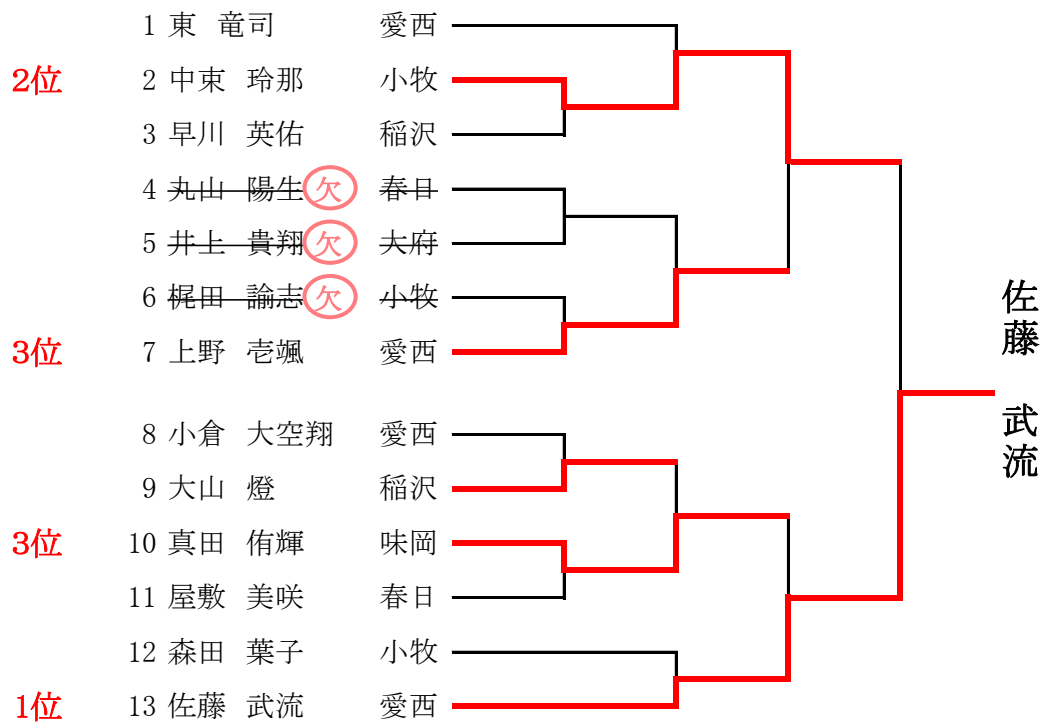 1 東 竜司 愛西
2位 2 中束 玲那 小牧
3 早川 英佑 稲沢
4 丸山 陽生 欠 春日
5 井上 貴翔 欠 大府
6 梶田 諭志 欠 小牧
3位 7 上野 壱颯 愛西
8 小倉 大空翔 愛西
9 大山 燈 稲沢
3位 10 真田 侑輝 味岡
11 屋敷 美咲 春日
12 森田 葉子 小牧
1位 13 佐藤 武流 愛西
佐藤 武流